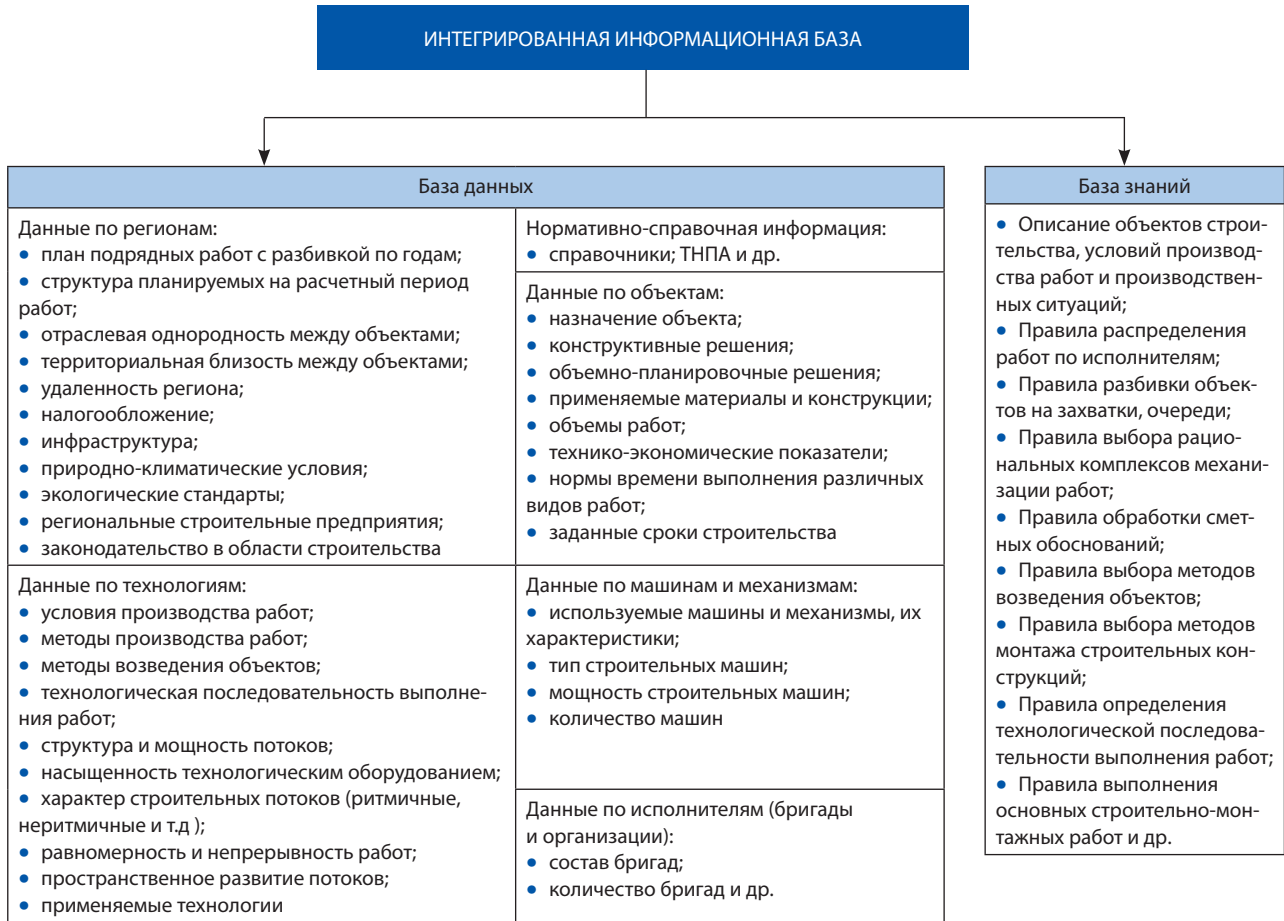 ИНТЕГРИРОВАННАЯ ИНФОРМАЦИОННАЯ БАЗА
База данных
Данные по регионам:
• план подрядных работ с разбивкой по годам;
• структура планируемых на расчетный период
работ;
• отраслевая однородность между объектами;
• территориальная близость между объектами;
• удаленность региона;
• налогообложение;
• инфраструктура;
• природно-климатические условия;
• экологические стандарты;
• региональные строительные предприятия;
• законодательство в области строительства
Нормативно-справочная информация:
• справочники; ТНПА и др.
Данные по объектам:
• назначение объекта;
• конструктивные решения;
• объемно-планировочные решения;
• применяемые материалы и конструкции;
• объемы работ;
• технико-экономические показатели;
• нормы времени выполнения различных
видов работ;
• заданные сроки строительства
Данные по технологиям:
• условия производства работ;
• методы производства работ;
• методы возведения объектов;
• технологическая последовательность выполне-
ния работ;
• структура и мощность потоков;
• насыщенность технологическим оборудованием;
• характер строительных потоков (ритмичные,
неритмичные и т.д );
• равномерность и непрерывность работ;
• пространственное развитие потоков;
• применяемые технологии
Данные по машинам и механизмам:
• используемые машины и механизмы, их
характеристики;
• тип строительных машин;
• мощность строительных машин;
• количество машин
Данные по исполнителям (бригады
и организации):
• состав бригад;
• количество бригад и др.
База знаний
• Описание объектов строи-
тельства, условий производ-
ства работ и производствен-
ных ситуаций;
• Правила распределения
работ по исполнителям;
• Правила разбивки объек-
тов на захватки, очереди;
• Правила выбора рацио-
нальных комплексов механи-
зации работ;
• Правила обработки смет-
ных обоснований;
• Правила выбора методов
возведения объектов;
• Правила выбора методов
монтажа строительных кон-
струкций;
• Правила определения
технологической последова-
тельности выполнения работ;
• Правила выполнения
основных строительно-мон-
тажных работ и др.